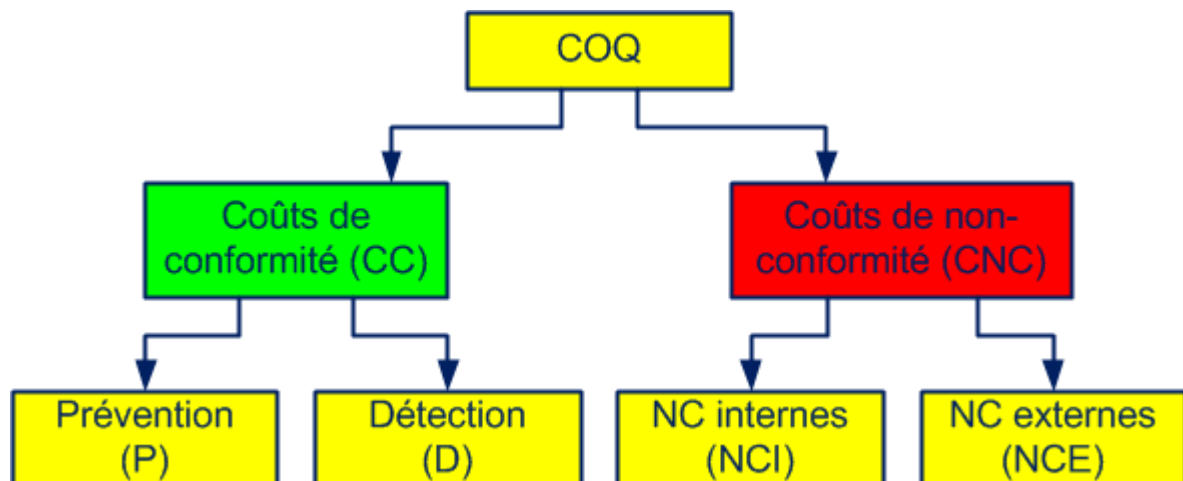 COQ
Coûts de
conformité (CC)
Coûts de non-
conformité (CNC)
Prévention
(P)
Détection
(D)
NC internes
(NCI)
NC externes
(NCE)